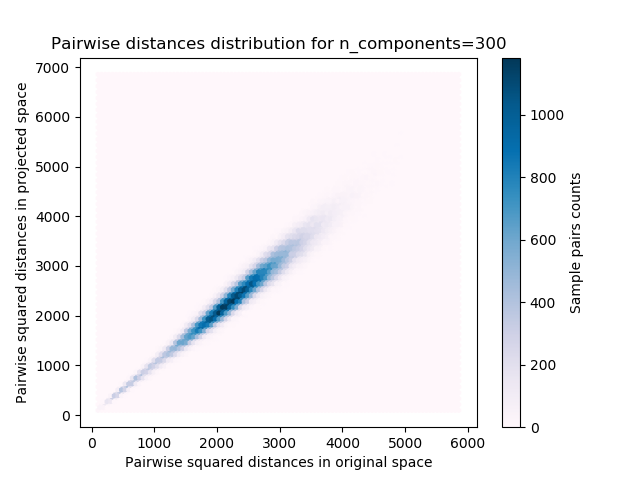 Pairwise distances distribution for n_components=300
Pairwise squared distances in projected space
7000
6000
5000
4000
3000
2000
1000
0
0 1000 2000 3000 4000 5000 6000
Pairwise squared distances in original space
1000
800
600
400
200
0
Sample pairs counts